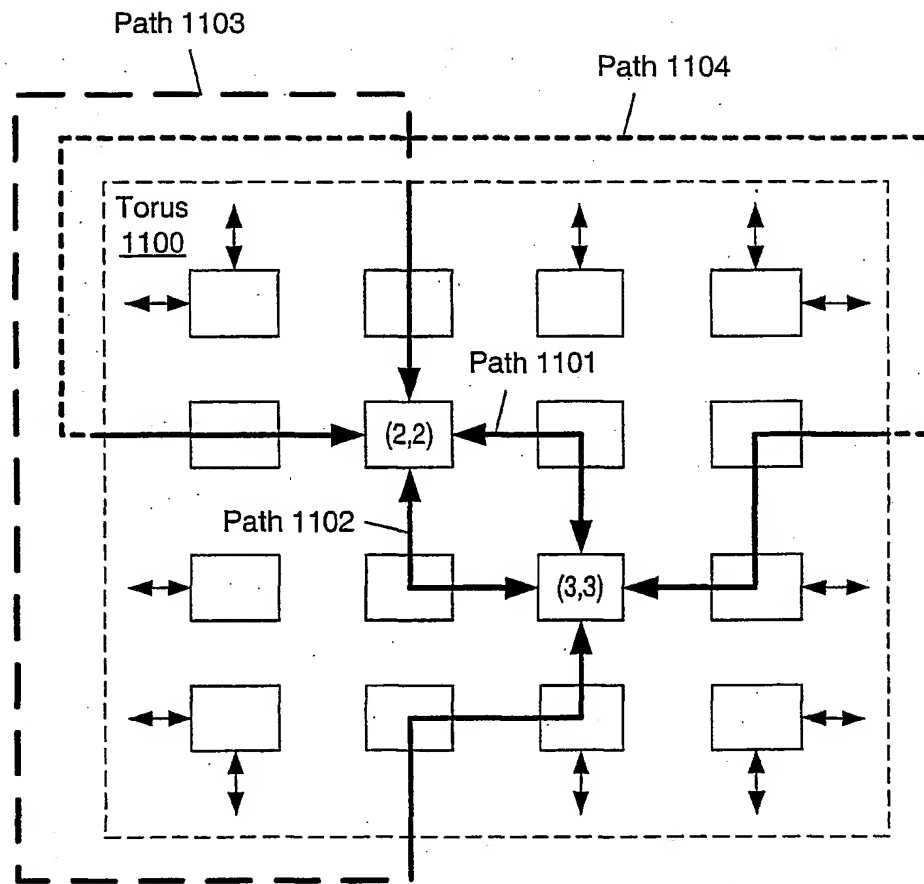 Path 1103
Path 1104
Torus
1100
Path 1101
(2,2)
Path 1102
(3,3)